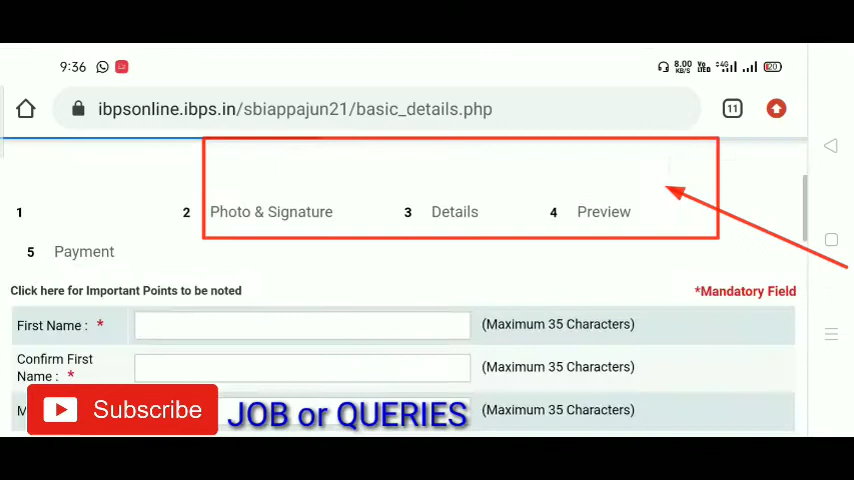 9:36 8.00 KB/S Vo LTE 4G 20
ibpsonline.ibps.in/sbiappajun21/basic_details.php 11
1 2 Photo & Signature 3 Details 4 Preview
5 Payment
Click here for Important Points to be noted *Mandatory Field
First Name : * (Maximum 35 Characters)
Confirm First
Name : * (Maximum 35 Characters)
M (Maximum 35 Characters)
Subscribe JOB or QUERIES